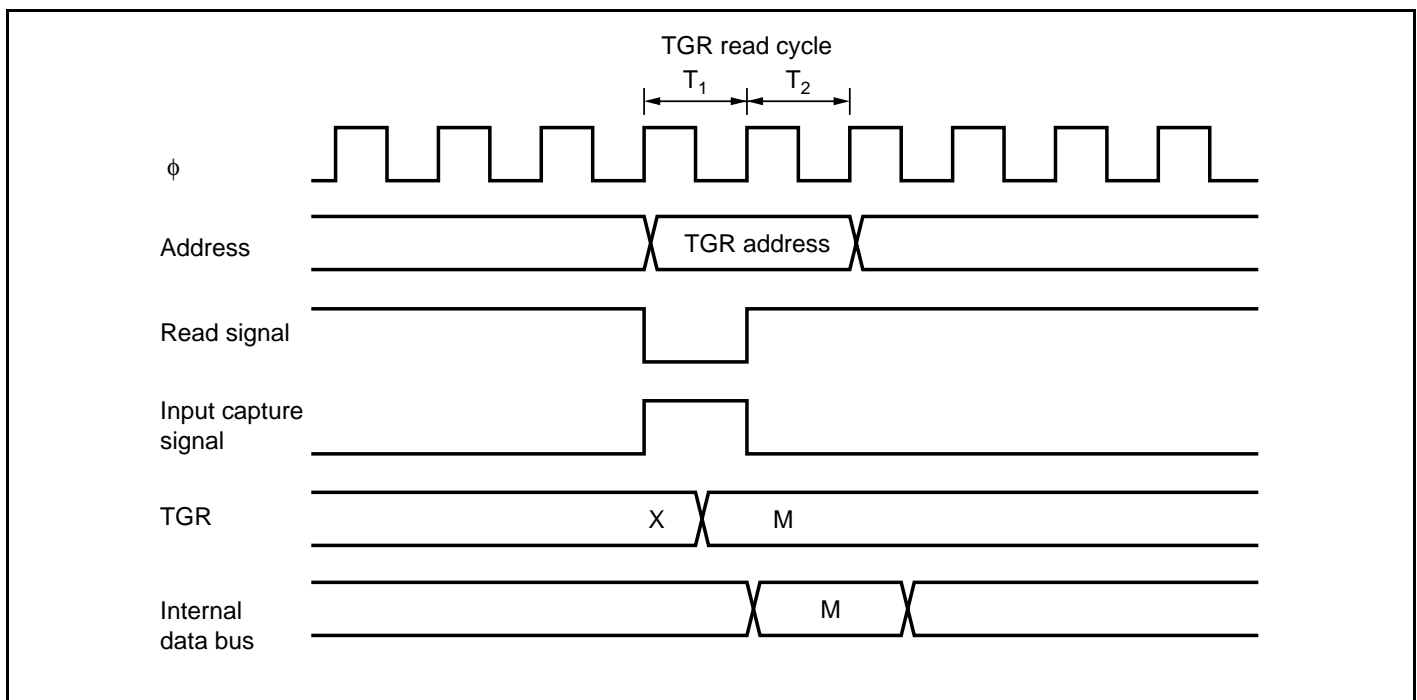 TGR read cycle
T1 T2
ϕ
Address
TGR address
Read signal
Input capture
signal
TGR
X M
Internal
data bus
M